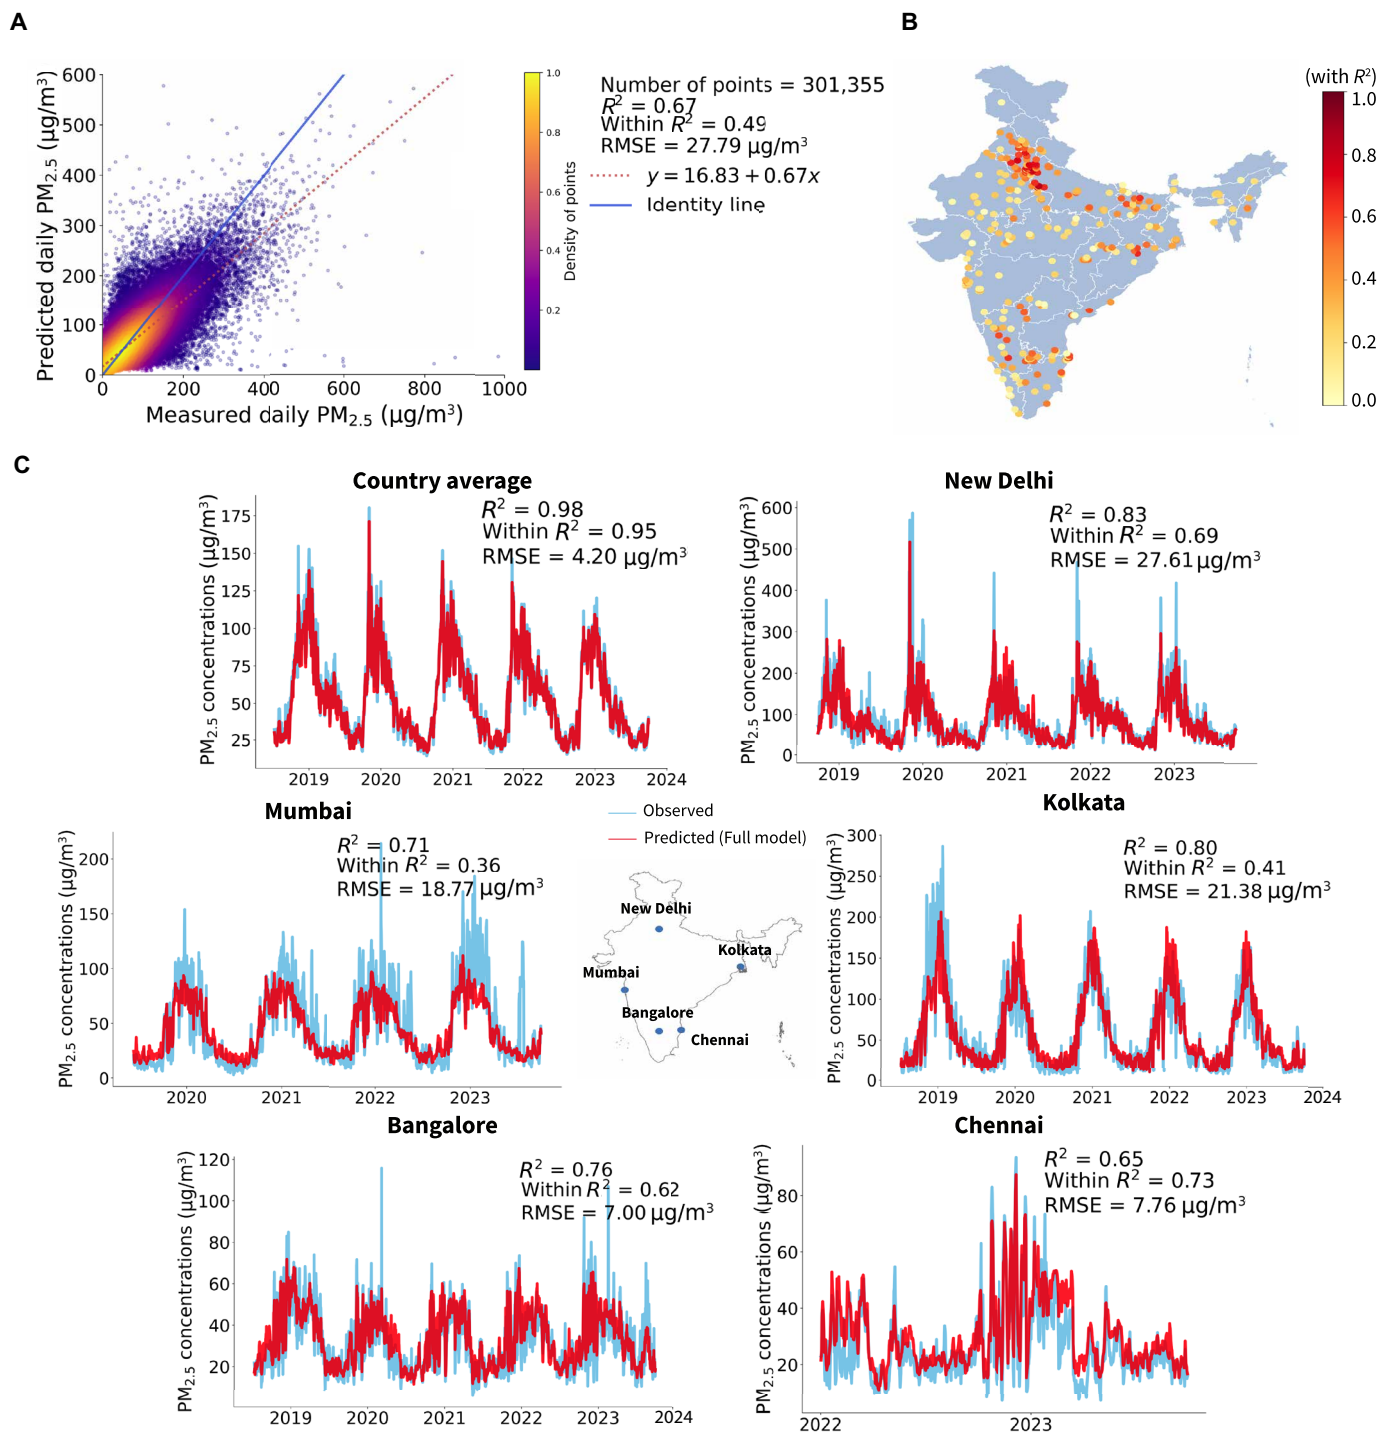 A
B
600
500
400
300
200
100
0
Predicted daily PM2.5 (µg/m³)
0
200
400
600
800
1000
Measured daily PM2.5 (µg/m³)
1.0
0.8
0.6
0.4
0.2
Density of points
Number of points = 301,355
R² = 0.67
Within R² = 0.49
RMSE = 27.79 µg/m³
y = 16.83 + 0.67x
Identity line
(with R²)
1.0
0.8
0.6
0.4
0.2
0.0
C
Country average
R² = 0.98
Within R² = 0.95
RMSE = 4.20 µg/m³
PM2.5 concentrations (µg/m³)
175
150
125
100
75
50
25
2019
2020
2021
2022
2023
2024
New Delhi
R² = 0.83
Within R² = 0.69
RMSE = 27.61 µg/m³
PM2.5 concentrations (µg/m³)
600
500
400
300
200
100
0
2019
2020
2021
2022
2023
Mumbai
R² = 0.71
Within R² = 0.36
RMSE = 18.77 µg/m³
PM2.5 concentrations (µg/m³)
200
150
100
50
0
2020
2021
2022
2023
Observed
Predicted (Full model)
New Delhi
Kolkata
Mumbai
Bangalore
Chennai
Kolkata
R² = 0.80
Within R² = 0.41
RMSE = 21.38 µg/m³
PM2.5 concentrations (µg/m³)
300
250
200
150
100
50
0
2019
2020
2021
2022
2023
2024
Bangalore
R² = 0.76
Within R² = 0.62
RMSE = 7.00 µg/m³
PM2.5 concentrations (µg/m³)
120
100
80
60
40
20
2019
2020
2021
2022
2023
2024
Chennai
R² = 0.65
Within R² = 0.73
RMSE = 7.76 µg/m³
PM2.5 concentrations (µg/m³)
80
60
40
20
2022
2023